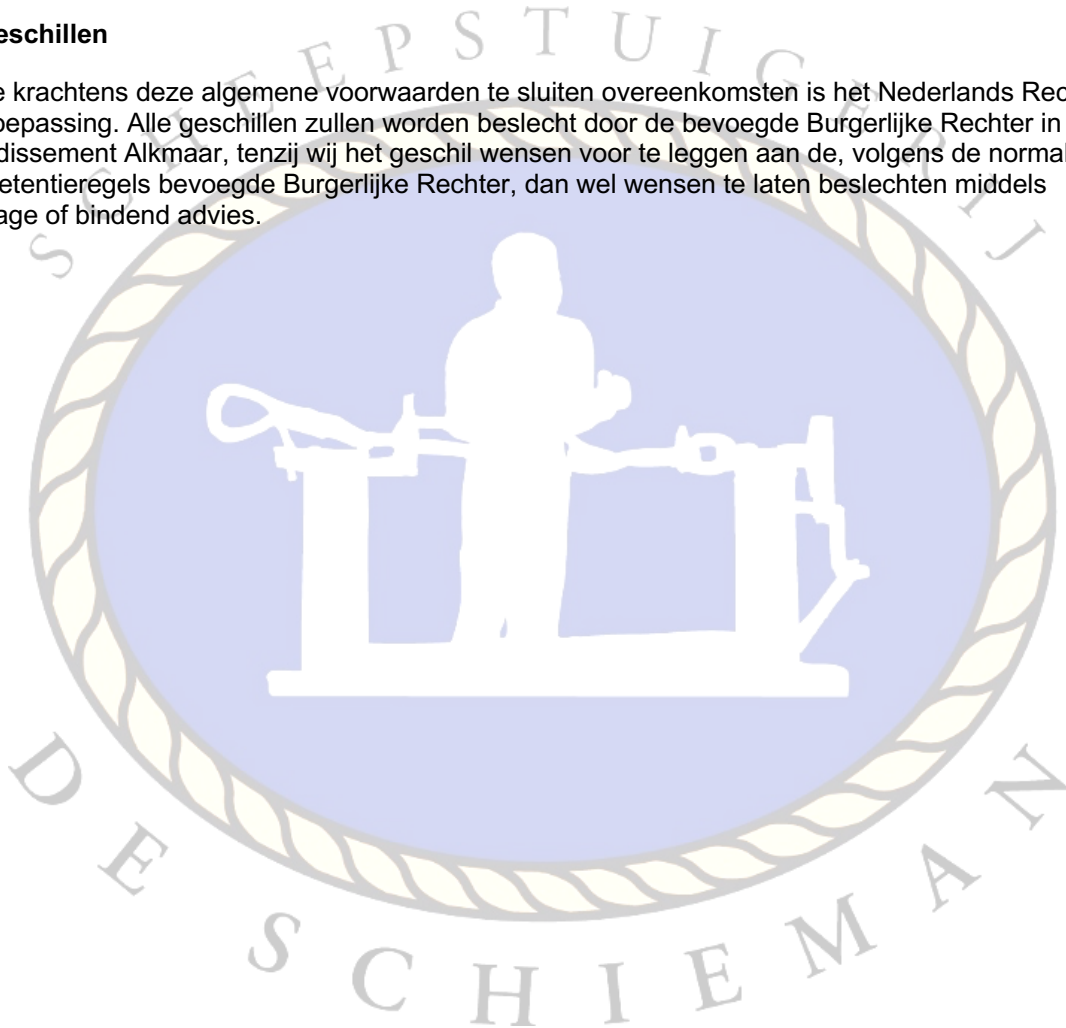 eschillen
e krachtens deze algemene voorwaarden te sluiten overeenkomsten is het Nederlands Rec
oepassing. Alle geschillen zullen worden beslecht door de bevoegde Burgerlijke Rechter in
dissement Alkmaar, tenzij wij het geschil wensen voor te leggen aan de, volgens de normal
etentieregels bevoegde Burgerlijke Rechter, dan wel wensen te laten beslechten middels
age of bindend advies.
SCHEEPSTUIGERIJ
DE SCHIEMAN